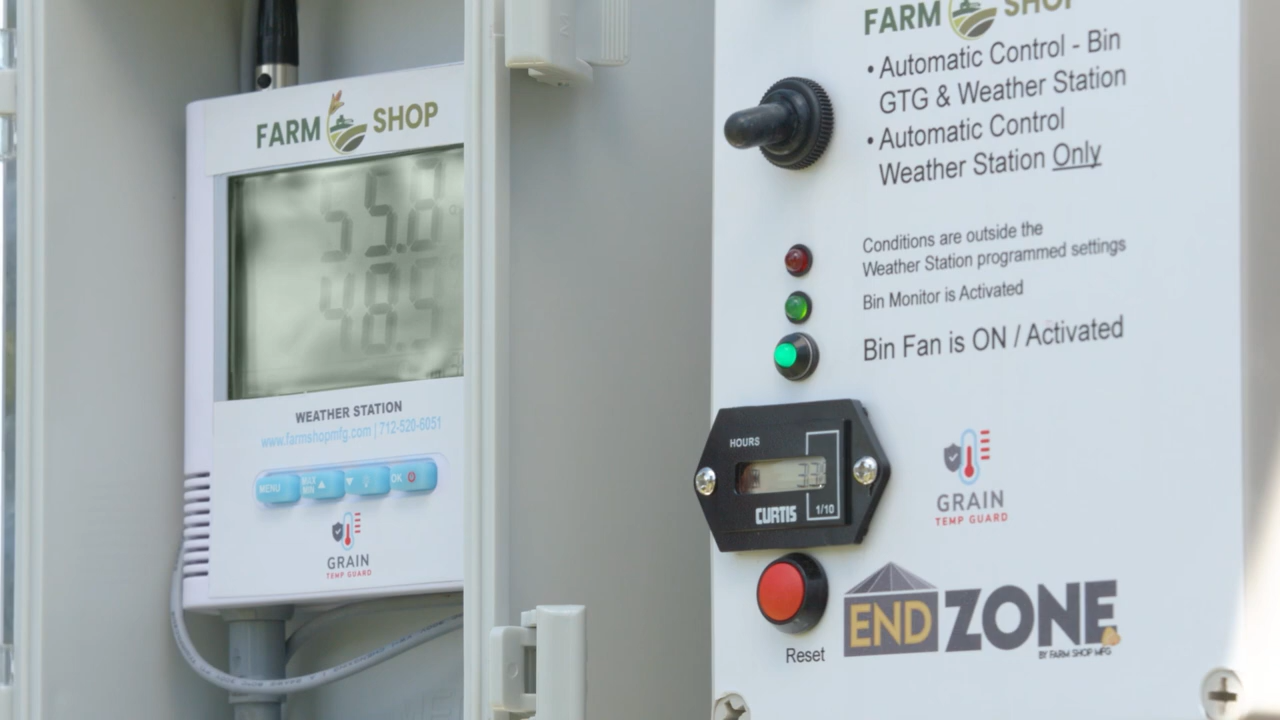 FARM SHOP
55.8
48.5
WEATHER STATION
www.farmshopmfg.com | 712-520-6051
MENU
OK
GRAIN
TEMP GUARD
FARM SHOP
• Automatic Control - Bin
GTG & Weather Station
• Automatic Control
Weather Station Only
Conditions are outside the
Weather Station programmed settings
Bin Monitor is Activated
Bin Fan is ON / Activated
HOURS
33
CURTIS
1/10
GRAIN
TEMP GUARD
Reset
END ZONE
BY FARM SHOP MFG